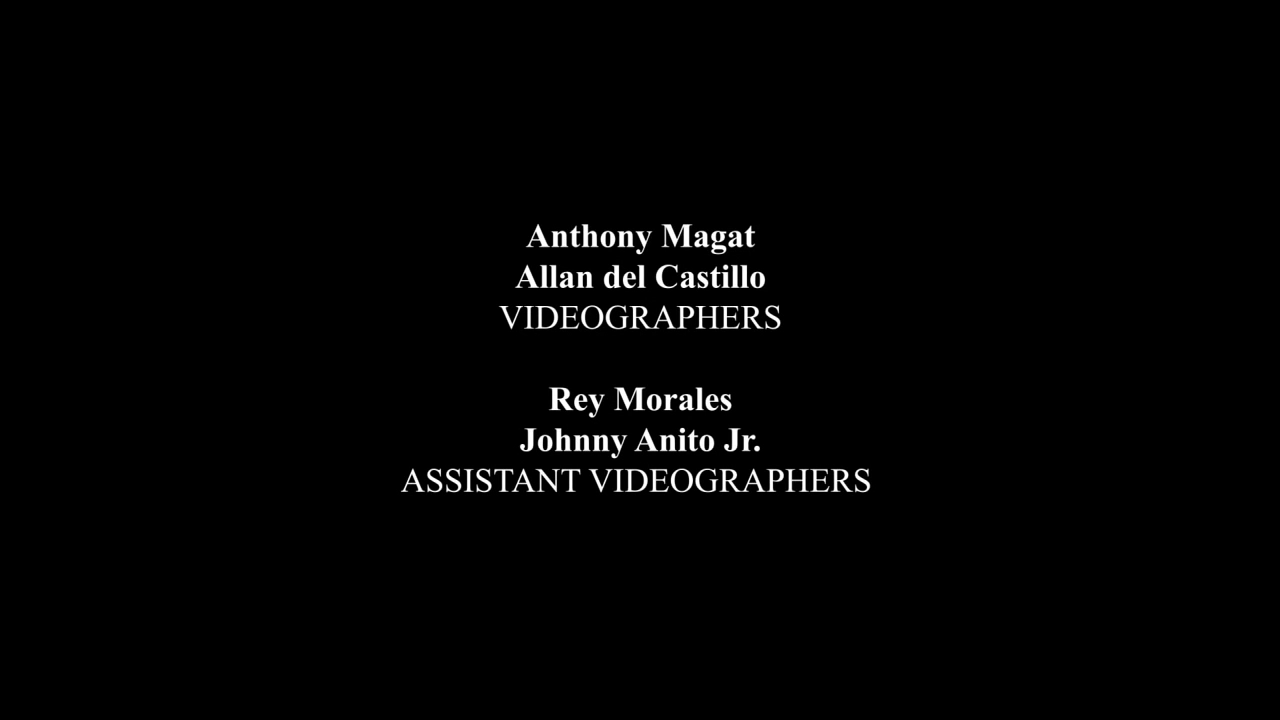 Anthony Magat
Allan del Castillo
VIDEOGRAPHERS
Rey Morales
Johnny Anito Jr.
ASSISTANT VIDEOGRAPHERS